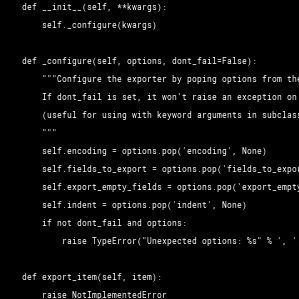 def __init__(self, **kwargs):
self._configure(kwargs)
def _configure(self, options, dont_fail=False):
"""Configure the exporter by poping options from the
If dont_fail is set, it won't raise an exception on
(useful for using with keyword arguments in subclas
"""
self.encoding = options.pop('encoding', None)
self.fields_to_export = options.pop('fields_to_expor
self.export_empty_fields = options.pop('export_empty
self.indent = options.pop('indent', None)
if not dont_fail and options:
raise TypeError("Unexpected options: %s" % ', '
def export_item(self, item):
raise NotImplementedError